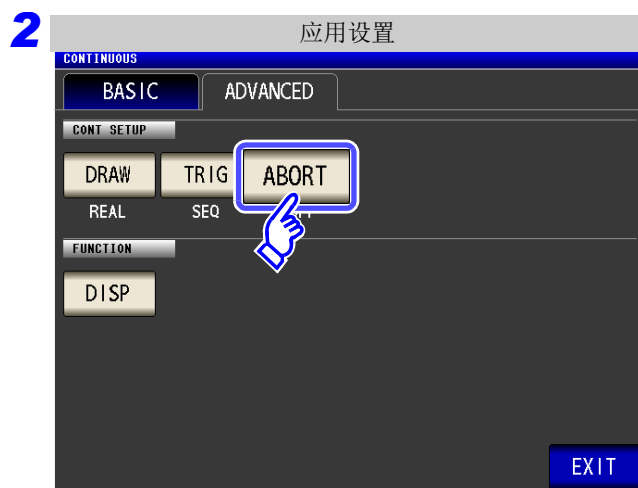 2 应用设置
CONTINUOUS
BASIC ADVANCED
CONT SETUP
DRAW TRIG ABORT
REAL SEQ
FUNCTION
DISP
EXIT